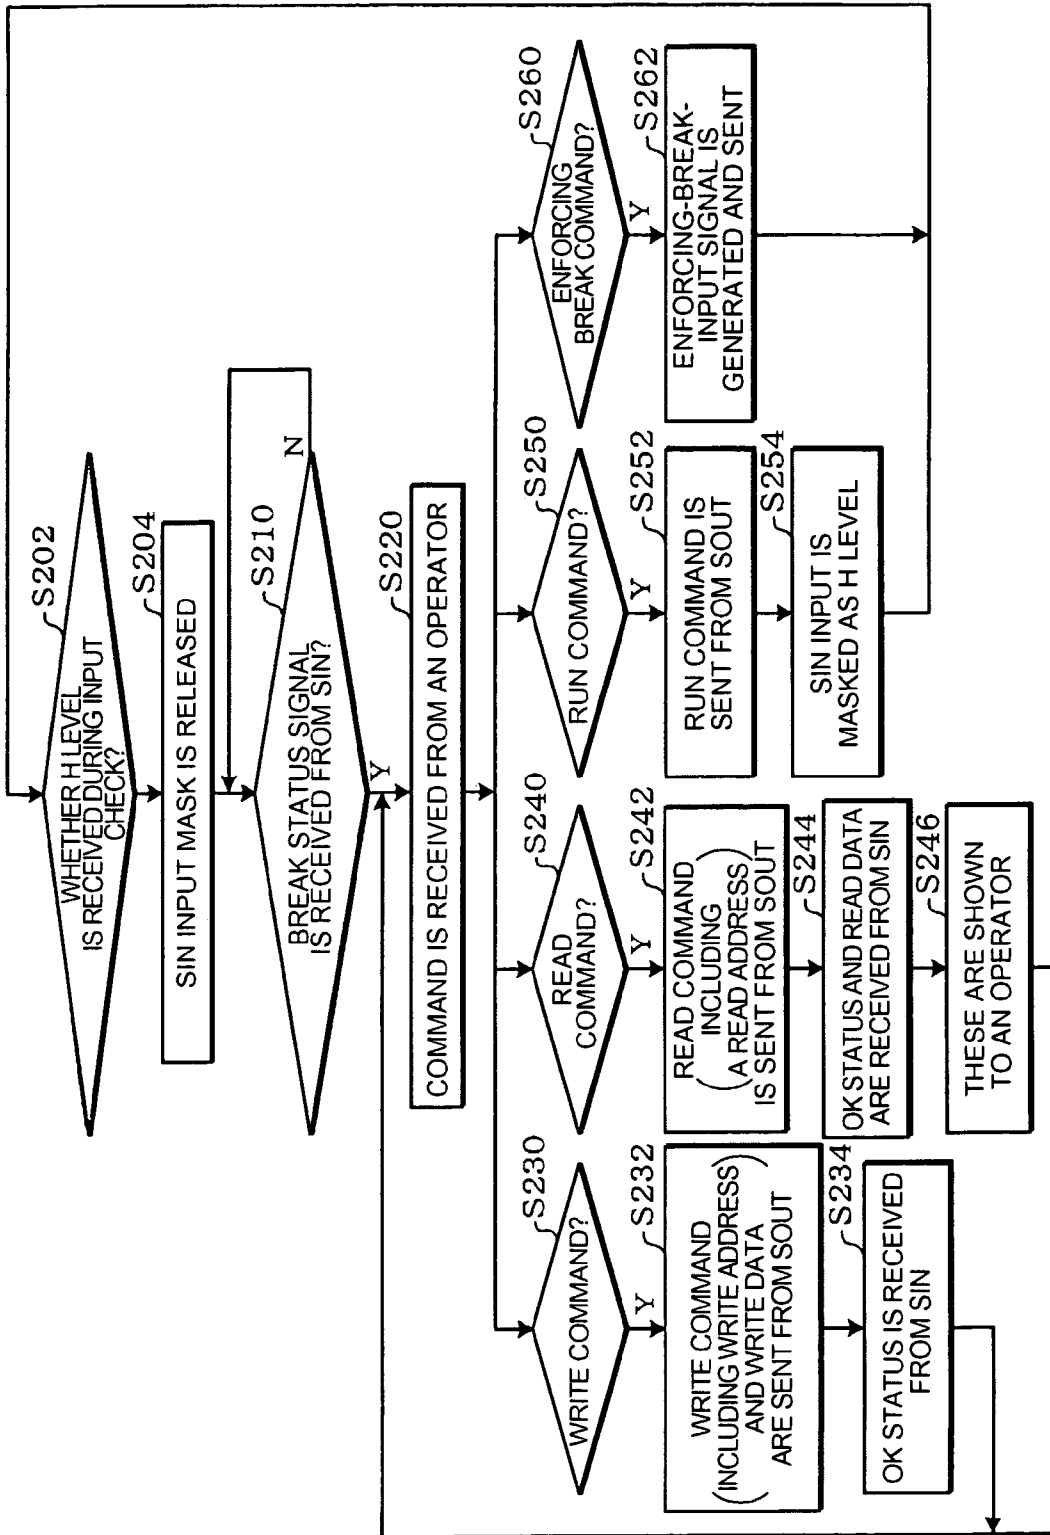 S202
WHETHER H LEVEL
IS RECEIVED DURING INPUT
CHECK?
S204
SIN INPUT MASK IS RELEASED
S210
BREAK STATUS SIGNAL
IS RECEIVED FROM SIN?
N
Y
S220
COMMAND IS RECEIVED FROM AN OPERATOR
S230
WRITE COMMAND?
Y
S232
WRITE COMMAND
(INCLUDING WRITE ADDRESS)
AND WRITE DATA
ARE SENT FROM SOUT
S234
OK STATUS IS RECEIVED
FROM SIN
S240
READ
COMMAND?
Y
S242
READ COMMAND
(INCLUDING
A READ ADDRESS)
IS SENT FROM SOUT
S244
OK STATUS AND READ DATA
ARE RECEIVED FROM SIN
S246
THESE ARE SHOWN
TO AN OPERATOR
S250
RUN COMMAND?
Y
S252
RUN COMMAND IS
SENT FROM SOUT
S254
SIN INPUT IS
MASKED AS H LEVEL
S260
ENFORCING
BREAK COMMAND?
Y
S262
ENFORCING-BREAK-
INPUT SIGNAL IS
GENERATED AND SENT